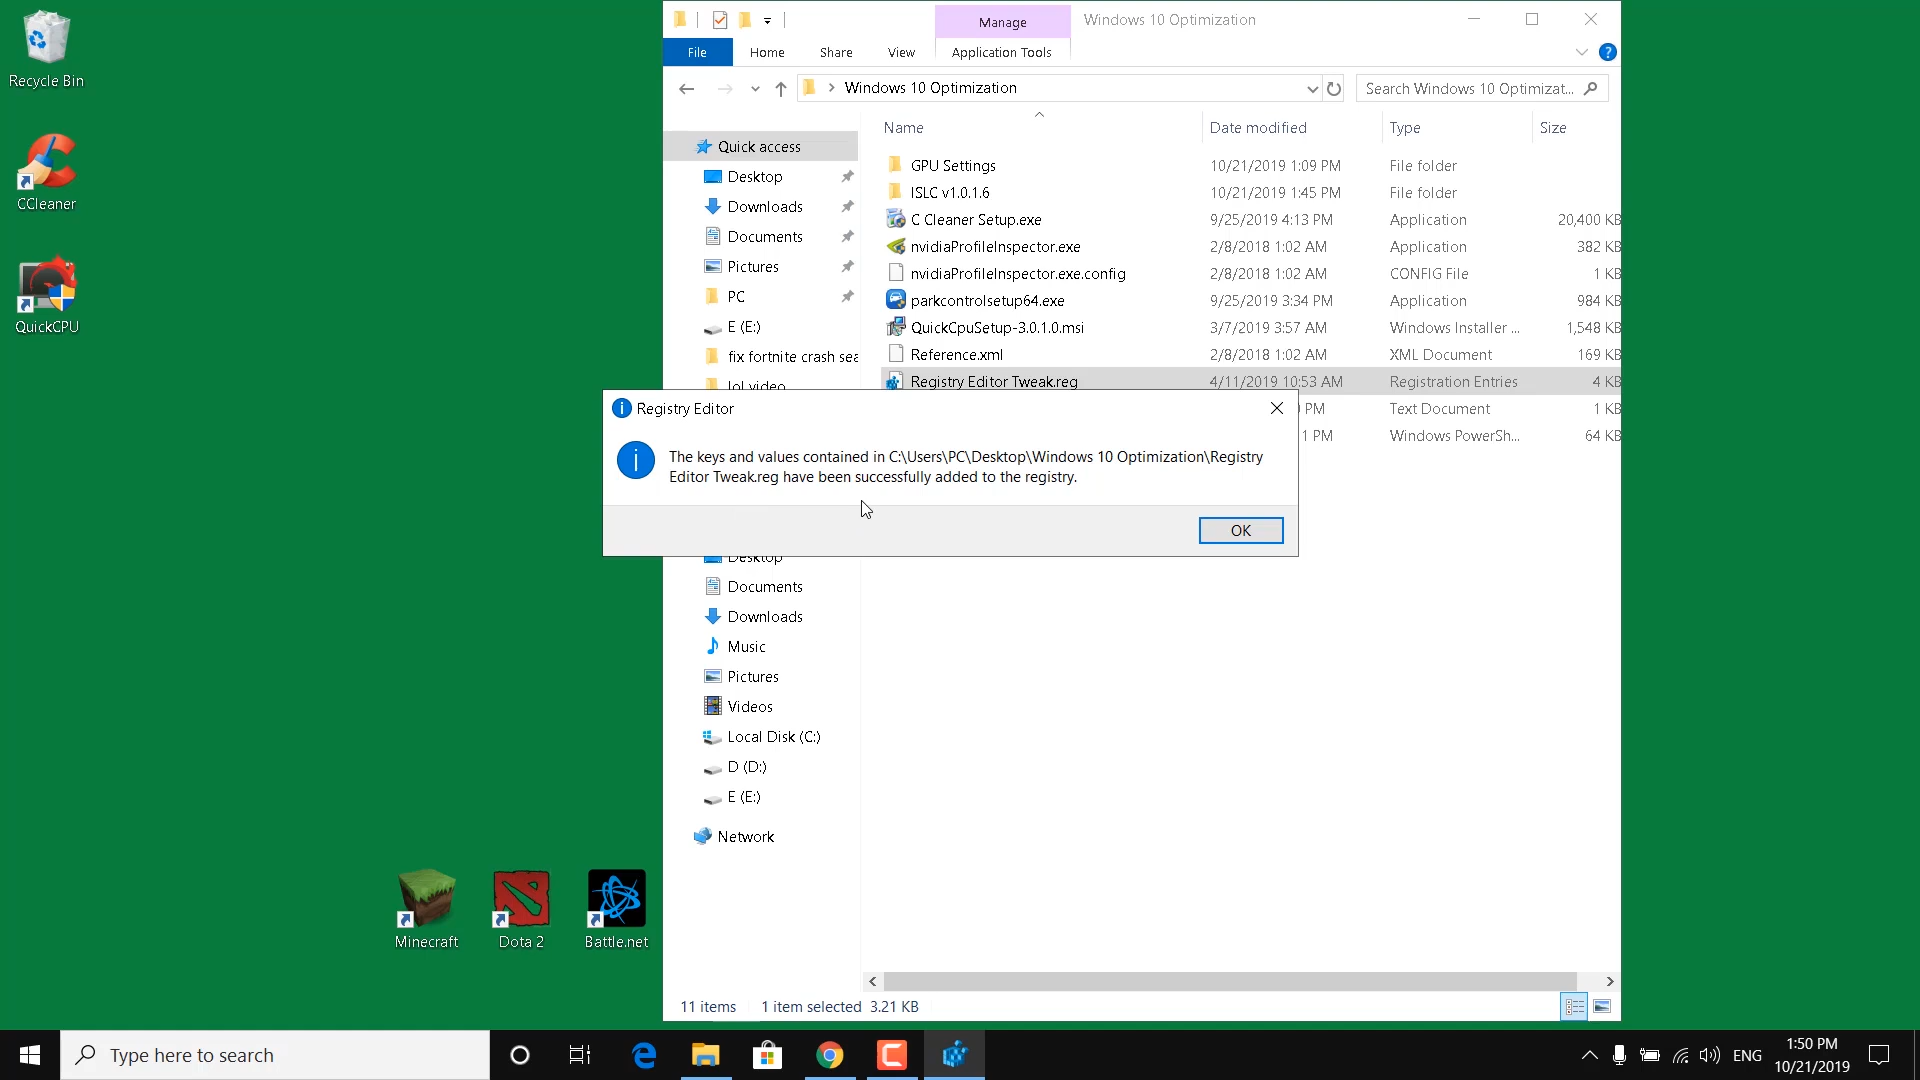 Recycle Bin
CCleaner
QuickCPU
Minecraft
Dota 2
Battle.net
Manage
Windows 10 Optimization
File
Home
Share
View
Application Tools
Windows 10 Optimization
Search Windows 10 Optimizat...
Quick access
Desktop
Downloads
Documents
Pictures
PC
E (E:)
fix fortnite crash sea
lol video
Desktop
Documents
Downloads
Music
Pictures
Videos
Local Disk (C:)
D (D:)
E (E:)
Network
Name Date modified Type Size
GPU Settings 10/21/2019 1:09 PM File folder
ISLC v1.0.1.6 10/21/2019 1:45 PM File folder
C Cleaner Setup.exe 9/25/2019 4:13 PM Application 20,400 KB
nvidiaProfileInspector.exe 2/8/2018 1:02 AM Application 382 KB
nvidiaProfileInspector.exe.config 2/8/2018 1:02 AM CONFIG File 1 KB
parkcontrolsetup64.exe 9/25/2019 3:34 PM Application 984 KB
QuickCpuSetup-3.0.1.0.msi 3/7/2019 3:57 AM Windows Installer ... 1,548 KB
Reference.xml 2/8/2018 1:02 AM XML Document 169 KB
Registry Editor Tweak.reg 4/11/2019 10:53 AM Registration Entries 4 KB
PM Text Document 1 KB
1 PM Windows PowerSh... 64 KB
Registry Editor
The keys and values contained in C:\Users\PC\Desktop\Windows 10 Optimization\Registry
Editor Tweak.reg have been successfully added to the registry.
OK
11 items 1 item selected 3.21 KB
Type here to search
ENG
1:50 PM
10/21/2019